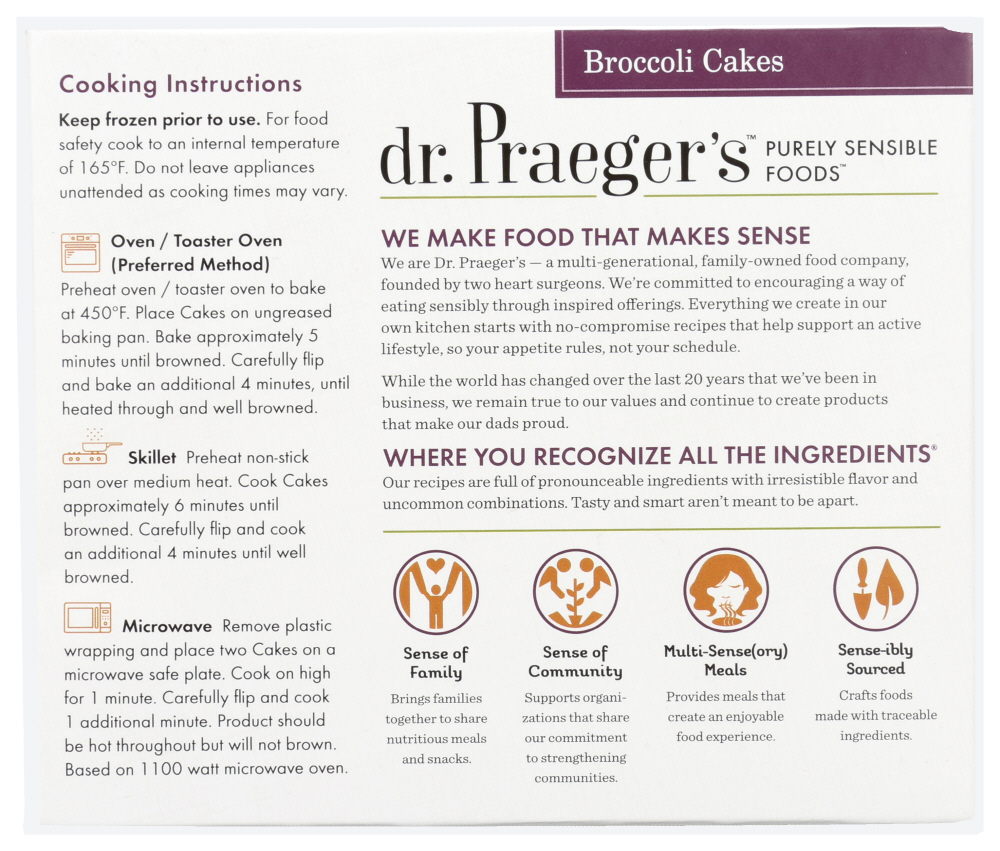 Broccoli Cakes
Cooking Instructions
Keep frozen prior to use. For food
safety cook to an internal temperature
of 165°F. Do not leave appliances
unattended as cooking times may vary.
Oven / Toaster Oven
(Preferred Method)
Preheat oven / toaster oven to bake
at 450°F. Place Cakes on ungreased
baking pan. Bake approximately 5
minutes until browned. Carefully flip
and bake an additional 4 minutes, until
heated through and well browned.
Skillet Preheat non-stick
pan over medium heat. Cook Cakes
approximately 6 minutes until
browned. Carefully flip and cook
an additional 4 minutes until well
browned.
Microwave Remove plastic
wrapping and place two Cakes on a
microwave safe plate. Cook on high
for 1 minute. Carefully flip and cook
1 additional minute. Product should
be hot throughout but will not brown.
Based on 1100 watt microwave oven.
dr. Praeger's™ PURELY SENSIBLE
FOODS™
WE MAKE FOOD THAT MAKES SENSE
We are Dr. Praeger's — a multi-generational, family-owned food company,
founded by two heart surgeons. We're committed to encouraging a way of
eating sensibly through inspired offerings. Everything we create in our
own kitchen starts with no-compromise recipes that help support an active
lifestyle, so your appetite rules, not your schedule.
While the world has changed over the last 20 years that we've been in
business, we remain true to our values and continue to create products
that make our dads proud.
WHERE YOU RECOGNIZE ALL THE INGREDIENTS®
Our recipes are full of pronounceable ingredients with irresistible flavor and
uncommon combinations. Tasty and smart aren't meant to be apart.
Sense of
Family
Brings families
together to share
nutritious meals
and snacks.
Sense of
Community
Supports organi-
zations that share
our commitment
to strengthening
communities.
Multi-Sense(ory)
Meals
Provides meals that
create an enjoyable
food experience.
Sense-ibly
Sourced
Crafts foods
made with traceable
ingredients.